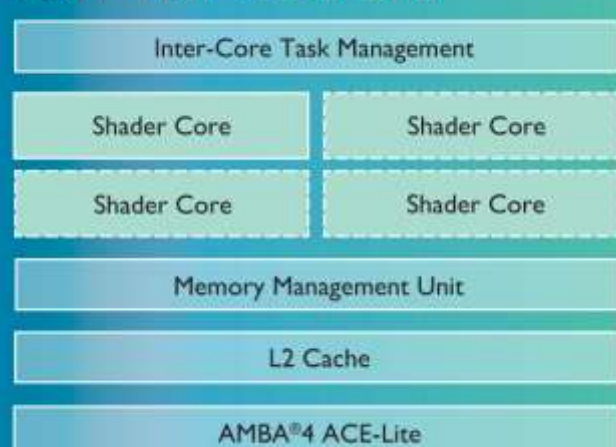 Inter-Core Task Management
Shader Core Shader Core
Shader Core Shader Core
Memory Management Unit
L2 Cache
AMBA®4 ACE-Lite